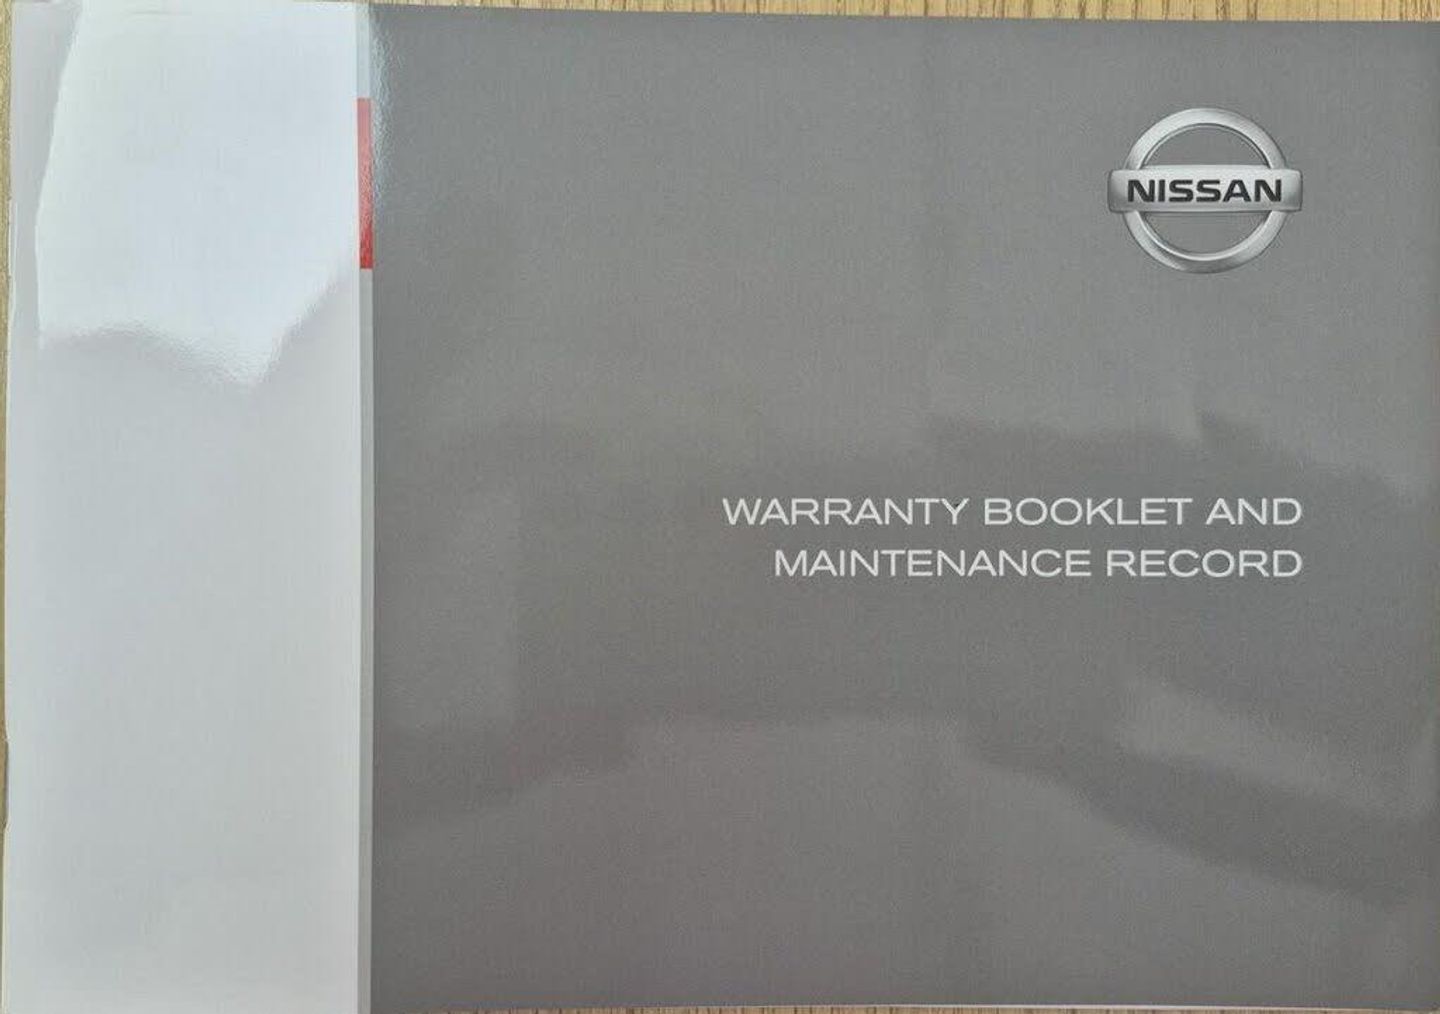 NISSAN
WARRANTY BOOKLET AND
MAINTENANCE RECORD